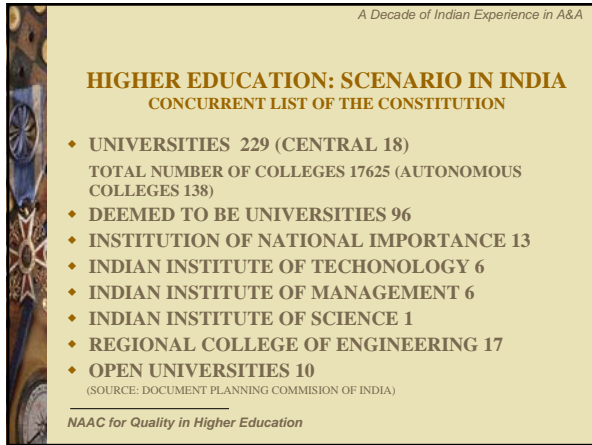 A Decade of Indian Experience in A&A
HIGHER EDUCATION: SCENARIO IN INDIA
CONCURRENT LIST OF THE CONSTITUTION
UNIVERSITIES 229 (CENTRAL 18)
TOTAL NUMBER OF COLLEGES 17625 (AUTONOMOUS
COLLEGES 138)
DEEMED TO BE UNIVERSITIES 96
INSTITUTION OF NATIONAL IMPORTANCE 13
INDIAN INSTITUTE OF TECHONOLOGY 6
INDIAN INSTITUTE OF MANAGEMENT 6
INDIAN INSTITUTE OF SCIENCE 1
REGIONAL COLLEGE OF ENGINEERING 17
OPEN UNIVERSITIES 10
(SOURCE: DOCUMENT PLANNING COMMISION OF INDIA)
NAAC for Quality in Higher Education